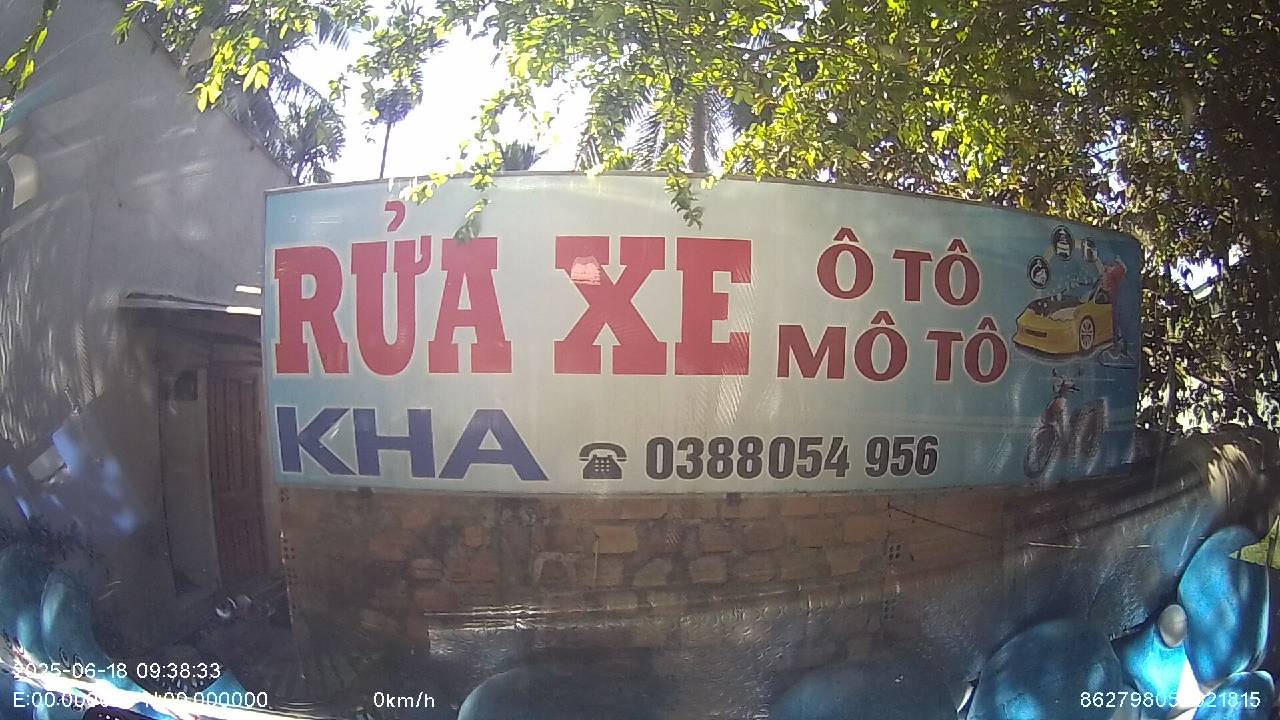 RỬA XE
Ô TÔ
MÔ TÔ
KHA
0388054 956
2025-06-18 09:38:33
0km/h